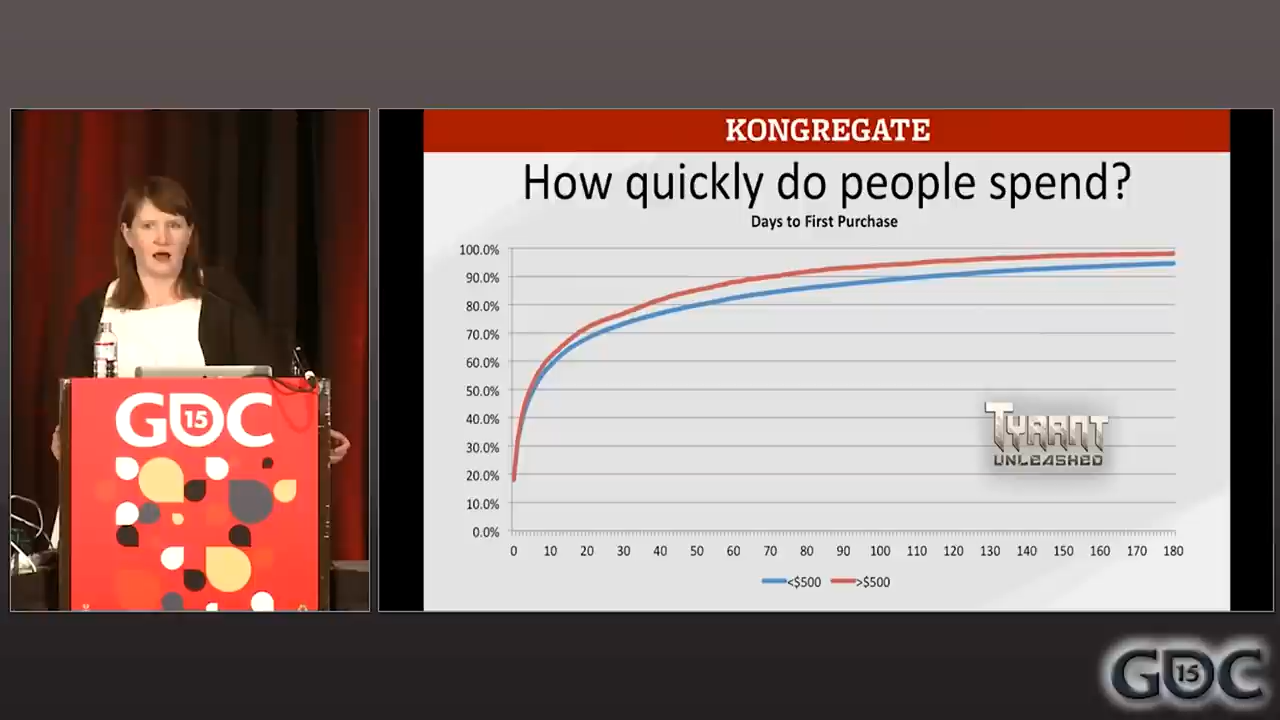 KONGREGATE
How quickly do people spend?
Days to First Purchase
100.0%
90.0%
80.0%
70.0%
60.0%
50.0%
40.0%
30.0%
20.0%
10.0%
0.0%
0 10 20 30 40 50 60 70 80 90 100 110 120 130 140 150 160 170 180
<$500 >$500
TYRANT
UNLEASHED
GDC
15
GDC
15